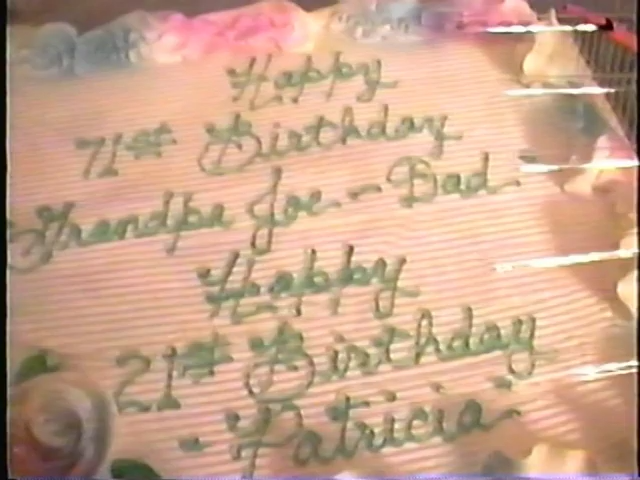 Happy
71st Birthday
Grandpa Joe - Dad
Happy
21st Birthday
- Patricia -